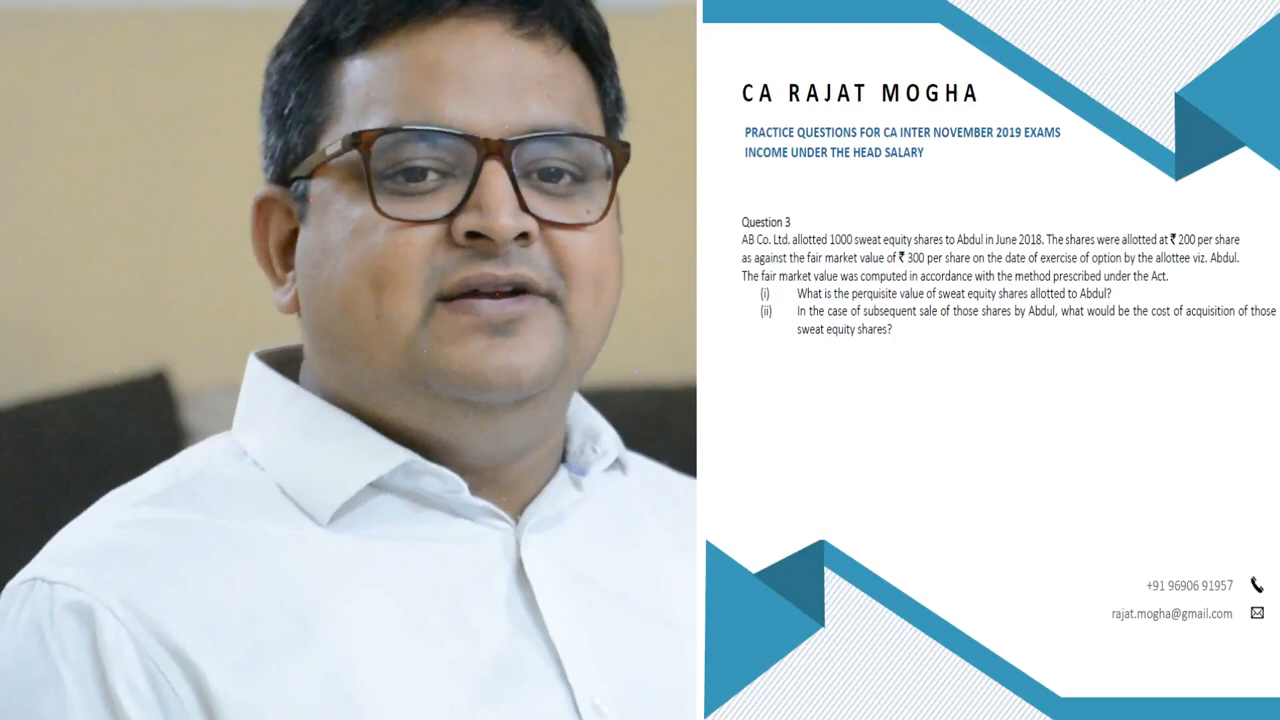 CA RAJAT MOGHA
PRACTICE QUESTIONS FOR CA INTER NOVEMBER 2019 EXAMS
INCOME UNDER THE HEAD SALARY
Question 3
AB Co. Ltd. allotted 1000 sweat equity shares to Abdul in June 2018. The shares were allotted at ₹ 200 per share
as against the fair market value of ₹ 300 per share on the date of exercise of option by the allottee viz. Abdul.
The fair market value was computed in accordance with the method prescribed under the Act.
(i) What is the perquisite value of sweat equity shares allotted to Abdul?
(ii) In the case of subsequent sale of those shares by Abdul, what would be the cost of acquisition of those
sweat equity shares?
+91 96906 91957
rajat.mogha@gmail.com